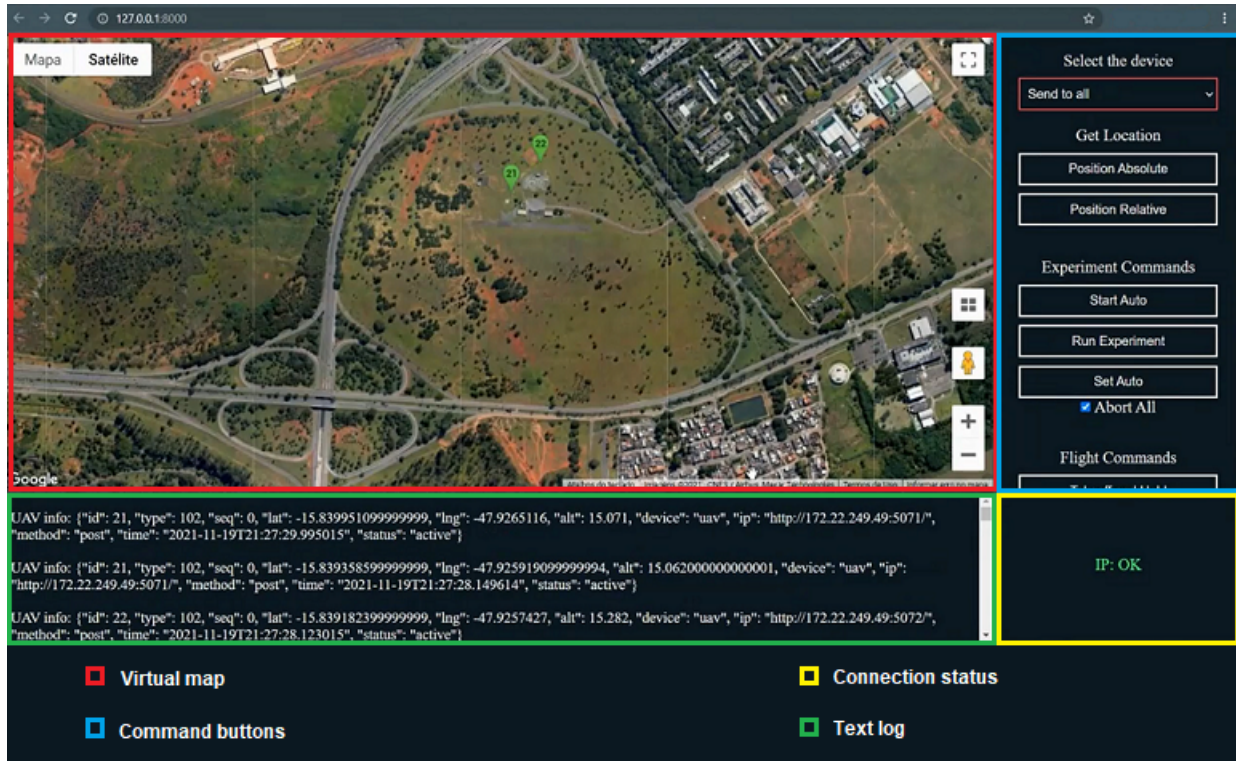 127.0.0.1:8000
Mapa Satélite
22
21
Google
Select the device
Send to all
Get Location
Position Absolute
Position Relative
Experiment Commands
Start Auto
Run Experiment
Set Auto
Abort All
Flight Commands
UAV info: {"id": 21, "type": 102, "seq": 0, "lat": -15.839951099999999, "lng": -47.9265116, "alt": 15.071, "device": "uav", "ip": "http://172.22.249.49:5071/",
"method": "post", "time": "2021-11-19T21:27:29.995015", "status": "active"}
UAV info: {"id": 21, "type": 102, "seq": 0, "lat": -15.839358599999999, "lng": -47.925919099999994, "alt": 15.062000000000001, "device": "uav", "ip":
"http://172.22.249.49:5071/", "method": "post", "time": "2021-11-19T21:27:28.149614", "status": "active"}
UAV info: {"id": 22, "type": 102, "seq": 0, "lat": -15.839182399999999, "lng": -47.9257427, "alt": 15.282, "device": "uav", "ip": "http://172.22.249.49:5072/",
"method": "post", "time": "2021-11-19T21:27:28.123015", "status": "active"}
IP: OK
Virtual map
Connection status
Command buttons
Text log